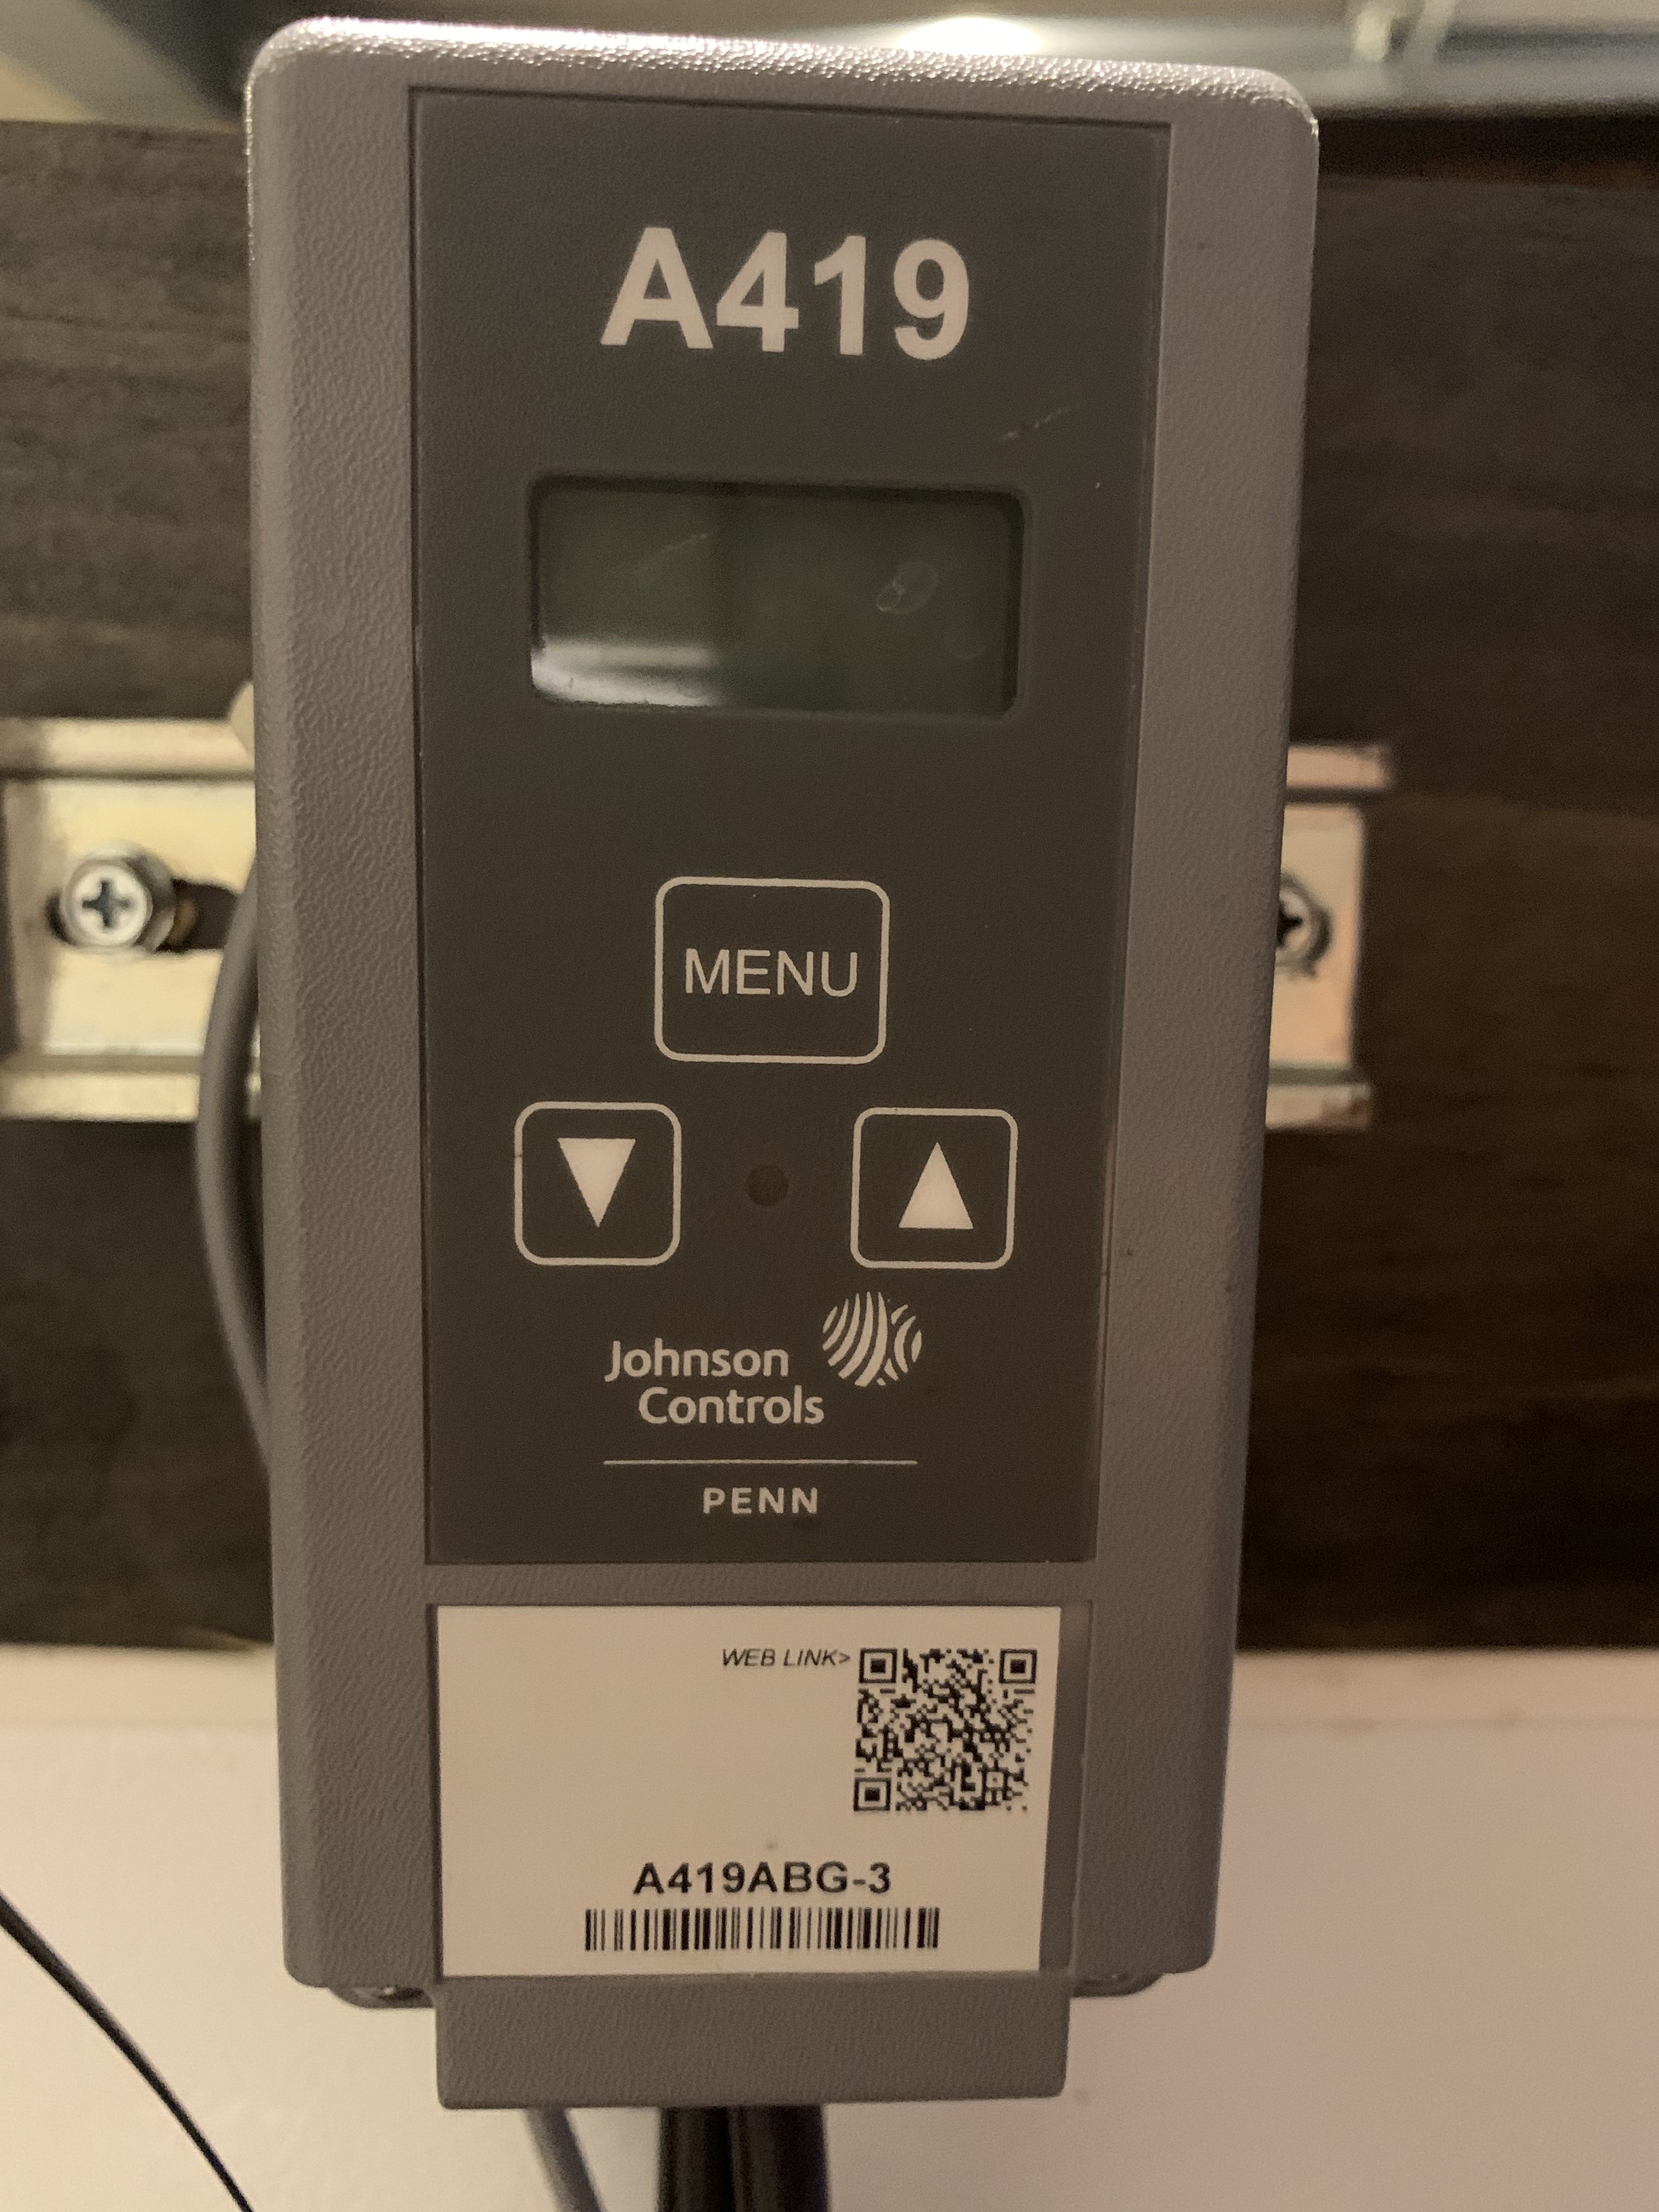 A419
MENU
Johnson
Controls
PENN
WEB LINK>
A419ABG-3